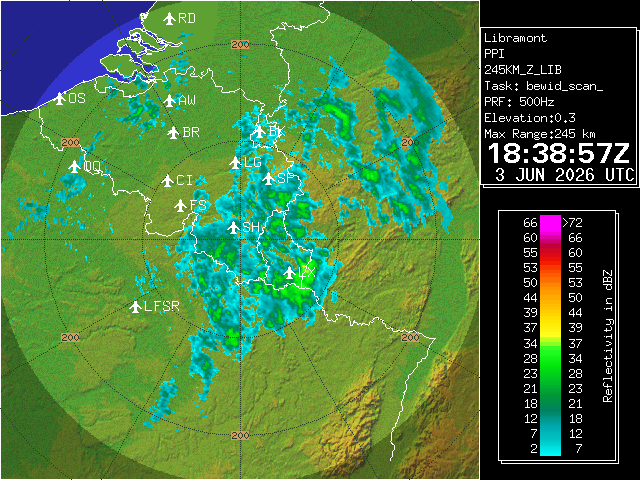 Libramont
PPI
245KM_Z_LIB
Task: bewid_scan_
PRF: 500Hz
Elevation:0.3
Max Range:245 km
18:38:57Z
3 JUN 2026 UTC
RD
200
OS
AW
BR
BK
200
200
OO
LG
CI
SP
FS
SH
LFSR
200
200
200
66 >72
60 66
55 60
53 55
50 53
44 50
39 44
37 39
34 37
28 34
23 28
21 23
18 21
12 18
7 12
2 7
Reflectivity in dBZ